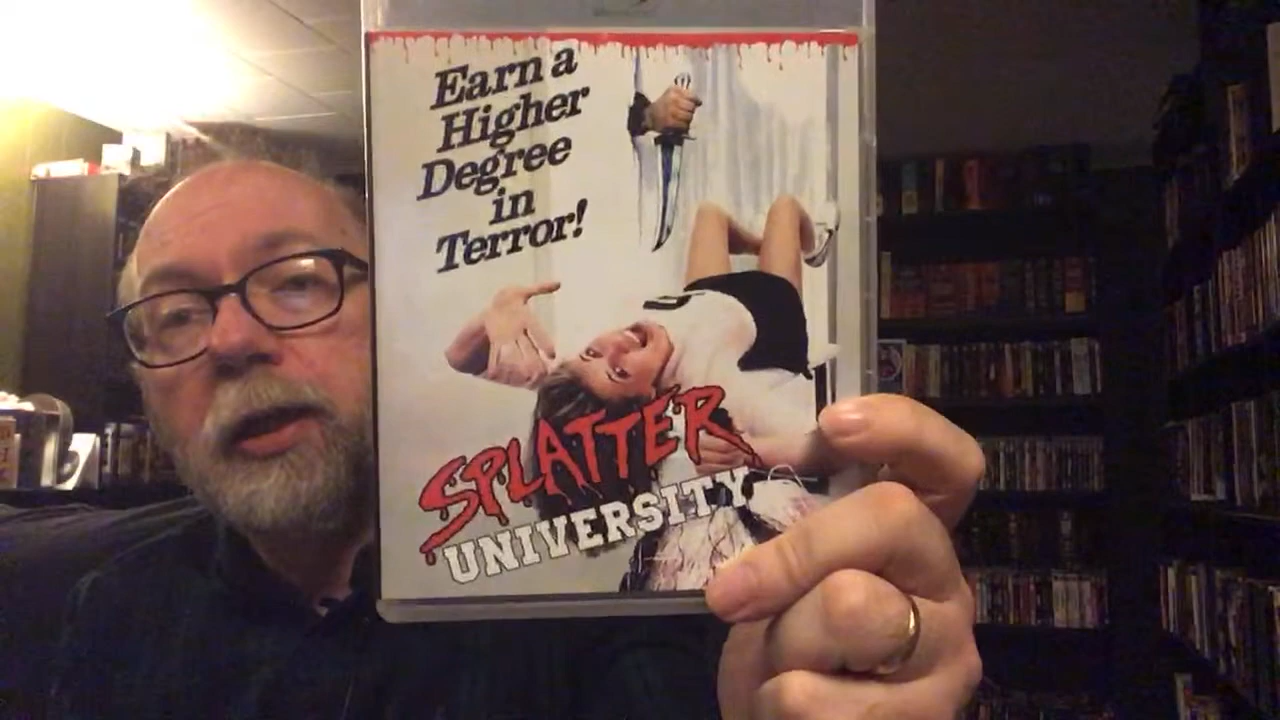 Earn a
Higher
Degree
in
Terror!
SPLATTER
UNIVERSITY